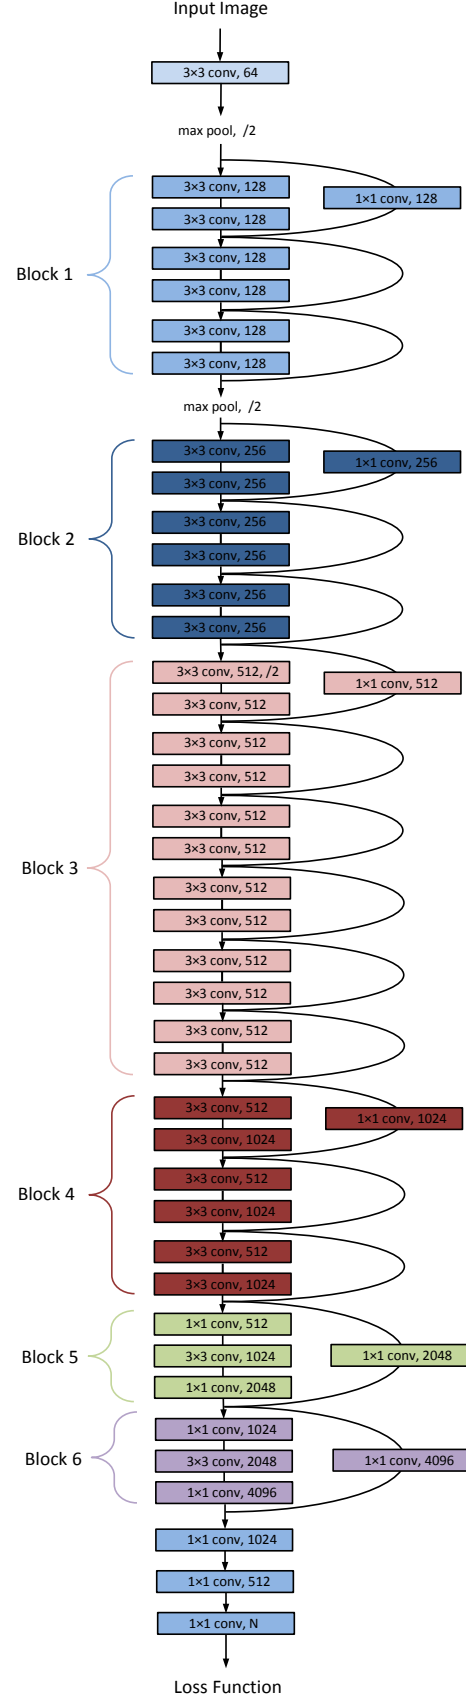 Input Image
3×3 conv, 64
max pool, /2
3×3 conv, 128
1×1 conv, 128
3×3 conv, 128
3×3 conv, 128
Block 1
3×3 conv, 128
3×3 conv, 128
3×3 conv, 128
max pool, /2
3×3 conv, 256
1×1 conv, 256
3×3 conv, 256
3×3 conv, 256
Block 2
3×3 conv, 256
3×3 conv, 256
3×3 conv, 256
3×3 conv, 512, /2
1×1 conv, 512
3×3 conv, 512
3×3 conv, 512
3×3 conv, 512
3×3 conv, 512
3×3 conv, 512
Block 3
3×3 conv, 512
3×3 conv, 512
3×3 conv, 512
3×3 conv, 512
3×3 conv, 512
3×3 conv, 512
3×3 conv, 512
1×1 conv, 1024
3×3 conv, 1024
3×3 conv, 512
Block 4
3×3 conv, 1024
3×3 conv, 512
3×3 conv, 1024
1×1 conv, 512
Block 5
3×3 conv, 1024
1×1 conv, 2048
1×1 conv, 2048
1×1 conv, 1024
Block 6
3×3 conv, 2048
1×1 conv, 4096
1×1 conv, 4096
1×1 conv, 1024
1×1 conv, 512
1×1 conv, N
Loss Function